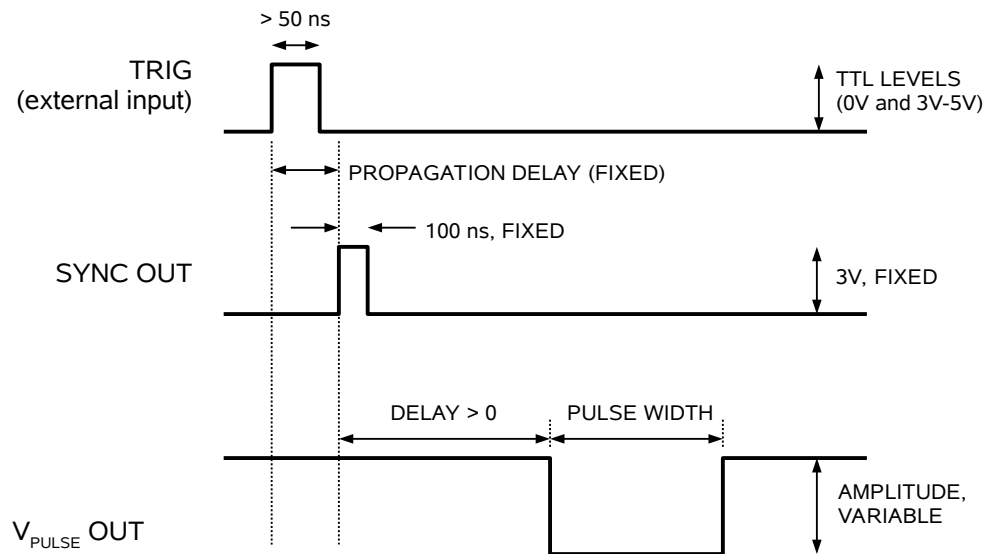 > 50 ns
TRIG
(external input)
TTL LEVELS
(0V and 3V-5V)
PROPAGATION DELAY (FIXED)
100 ns, FIXED
SYNC OUT
3V, FIXED
DELAY > 0
PULSE WIDTH
AMPLITUDE,
VARIABLE
VPULSE OUT